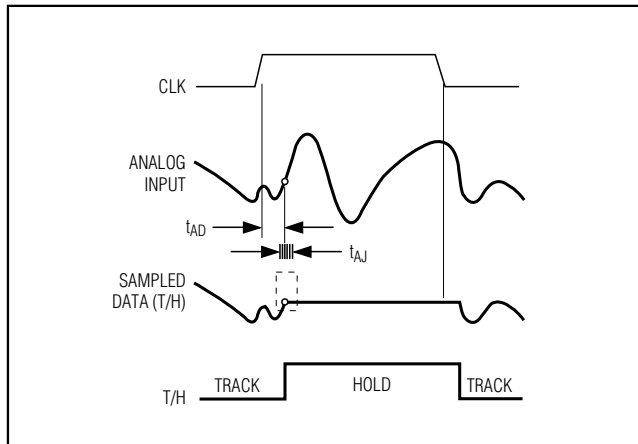 CLK
ANALOG
INPUT
tAD
tAJ
SAMPLED
DATA (T/H)
TRACK
HOLD
TRACK
T/H